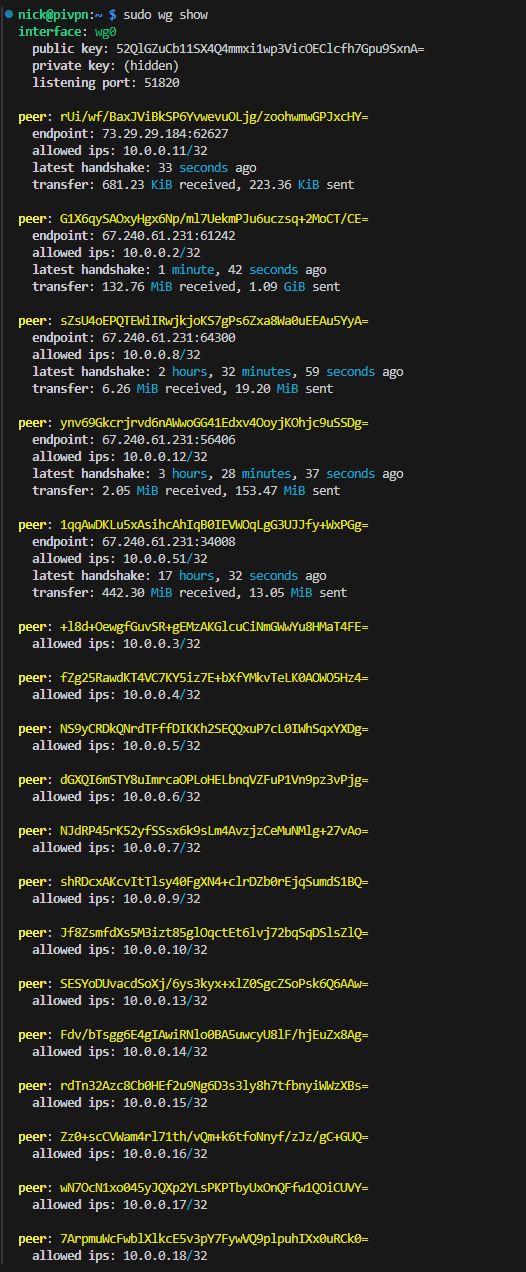 nick@pivpn:~ $ sudo wg show
interface: wg0
public key: 52QlGZuCb11SX4Q4mmxi1wp3VicOEClcfh7Gpu9SxnA=
private key: (hidden)
listening port: 51820
peer: rUi/wf/BaxJViBkSP6YvwevuOLjg/zoohwmwGPJxcHY=
endpoint: 73.29.29.184:62627
allowed ips: 10.0.0.11/32
latest handshake: 33 seconds ago
transfer: 681.23 KiB received, 223.36 KiB sent
peer: G1X6qySAOxyHgx6Np/ml7UekmPJu6uczsq+2MoCT/CE=
endpoint: 67.240.61.231:61242
allowed ips: 10.0.0.2/32
latest handshake: 1 minute, 42 seconds ago
transfer: 132.76 MiB received, 1.09 GiB sent
peer: sZsU4oEPQTEWiIRwjkjoKS7gPs6Zxa8Wa0uEEAu5YyA=
endpoint: 67.240.61.231:64300
allowed ips: 10.0.0.8/32
latest handshake: 2 hours, 32 minutes, 59 seconds ago
transfer: 6.26 MiB received, 19.20 MiB sent
peer: ynv69Gkcrjrvd6nAWwoGG41Edxv4OoyjKOhjc9uSSDg=
endpoint: 67.240.61.231:56406
allowed ips: 10.0.0.12/32
latest handshake: 3 hours, 28 minutes, 37 seconds ago
transfer: 2.05 MiB received, 153.47 MiB sent
peer: 1qqAwDKLu5xAsihcAhIqB0IEVWOqLgG3UJJfy+WxPGg=
endpoint: 67.240.61.231:34008
allowed ips: 10.0.0.51/32
latest handshake: 17 hours, 32 seconds ago
transfer: 442.30 MiB received, 13.05 MiB sent
peer: +l8d+OewgfGuvSR+gEMzAKGlcuCiNmGWwYu8HMaT4FE=
allowed ips: 10.0.0.3/32
peer: fZg25RawdKT4VC7KY5iz7E+bXfYMkvTeLK0AOWO5Hz4=
allowed ips: 10.0.0.4/32
peer: NS9yCRDkQNrdTFffDIKKh2SEQQxuP7cL0IWhSqxYXDg=
allowed ips: 10.0.0.5/32
peer: dGXQI6mSTY8uImrcaOPLoHELbnqVZFuP1Vn9pz3vPjg=
allowed ips: 10.0.0.6/32
peer: NJdRP45rK52yfSSsx6k9sLm4AvzjzCeMuNMlg+27vAo=
allowed ips: 10.0.0.7/32
peer: shRDcxAKcvItTlsy40FgXN4+clrDZb0rEjqSumdS1BQ=
allowed ips: 10.0.0.9/32
peer: Jf8ZsmfdXs5M3izt85glOqctEt6lvj72bqSqDSlsZlQ=
allowed ips: 10.0.0.10/32
peer: SESYoDUvacdSoXj/6ys3kyx+xlZ0SgcZSoPsk6Q6AAw=
allowed ips: 10.0.0.13/32
peer: Fdv/bTsgg6E4gIAwiRNlo0BA5uwcyU8lF/hjEuZx8Ag=
allowed ips: 10.0.0.14/32
peer: rdTn32Azc8Cb0HEf2u9Ng6D3s3ly8h7tfbnyiWWzXBs=
allowed ips: 10.0.0.15/32
peer: Zz0+scCVWam4rl71th/vQm+k6tfoNnyf/zJz/gC+GUQ=
allowed ips: 10.0.0.16/32
peer: wN7OcN1xo045yJQXp2YLsPKPTbyUxOnQFfw1QOiCUVY=
allowed ips: 10.0.0.17/32
peer: 7ArpmuWcFwblXlkcE5v3pY7FywVQ9plpuhIXx0uRCk0=
allowed ips: 10.0.0.18/32